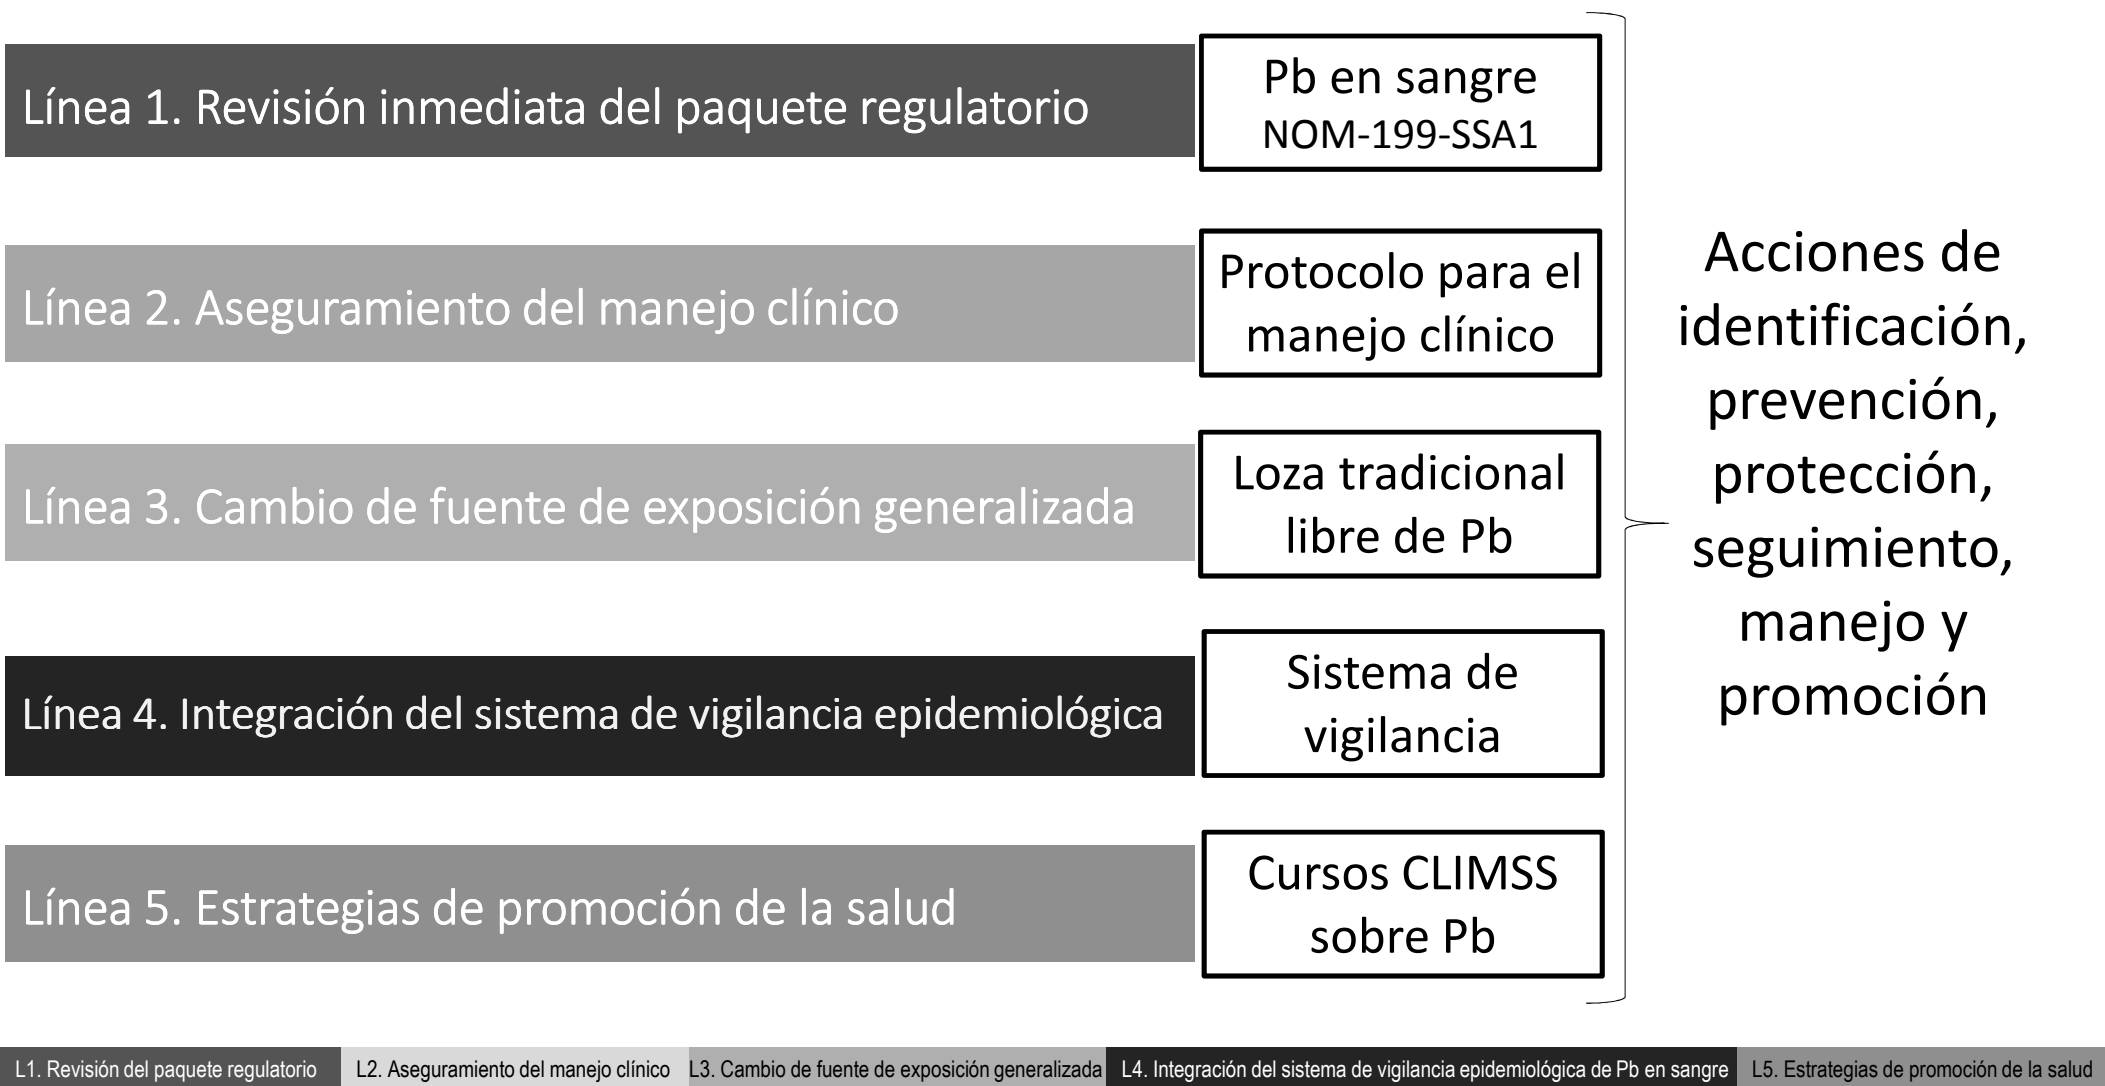 Línea 1. Revisión inmediata del paquete regulatorio
Pb en sangre
NOM-199-SSA1
Línea 2. Aseguramiento del manejo clínico
Protocolo para el
manejo clínico
Línea 3. Cambio de fuente de exposición generalizada
Loza tradicional
libre de Pb
Línea 4. Integración del sistema de vigilancia epidemiológica
Sistema de
vigilancia
Línea 5. Estrategias de promoción de la salud
Cursos CLIMSS
sobre Pb
Acciones de
identificación,
prevención,
protección,
seguimiento,
manejo y
promoción
L1. Revisión del paquete regulatorio
L2. Aseguramiento del manejo clínico
L3. Cambio de fuente de exposición generalizada
L4. Integración del sistema de vigilancia epidemiológica de Pb en sangre
L5. Estrategias de promoción de la salud